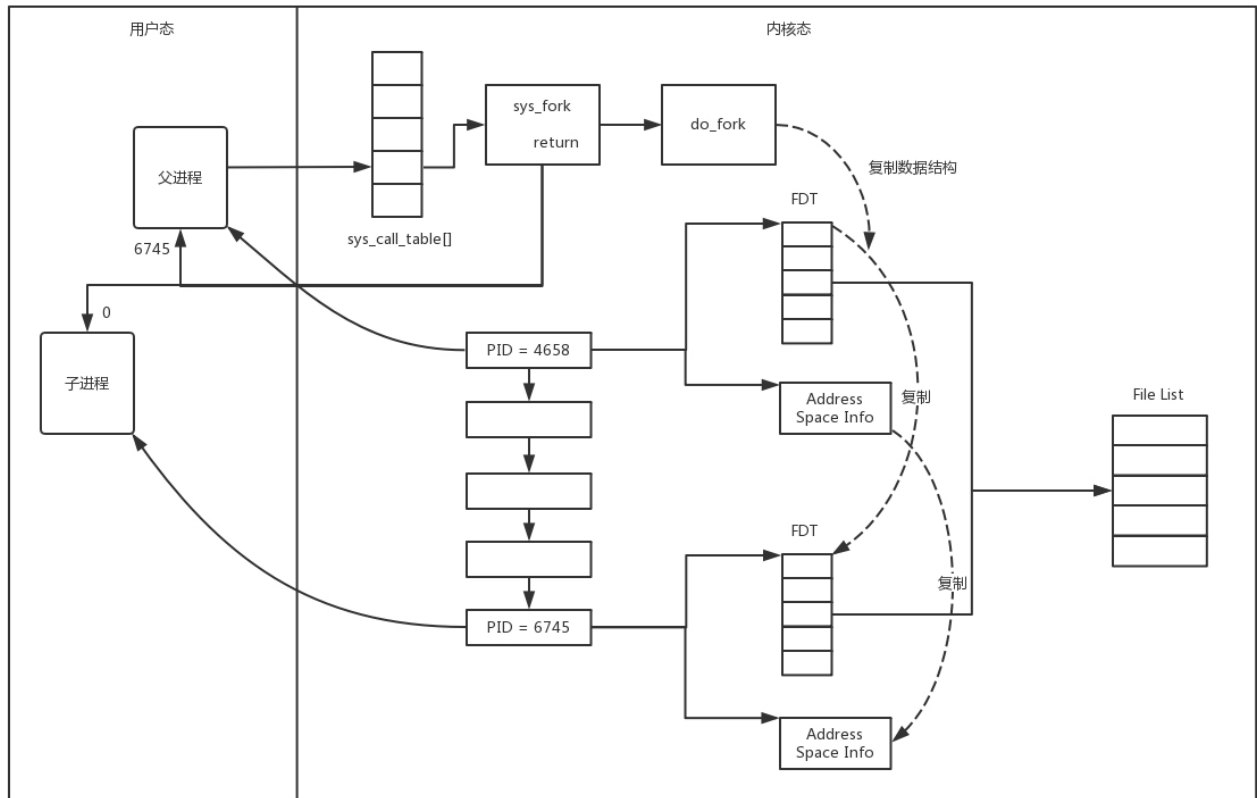 用户态
内核态
sys_fork
return
do_fork
父进程
复制数据结构
FDT
sys_call_table[]
6745
0
子进程
PID = 4658
Address
Space Info
复制
File List
FDT
复制
PID = 6745
Address
Space Info